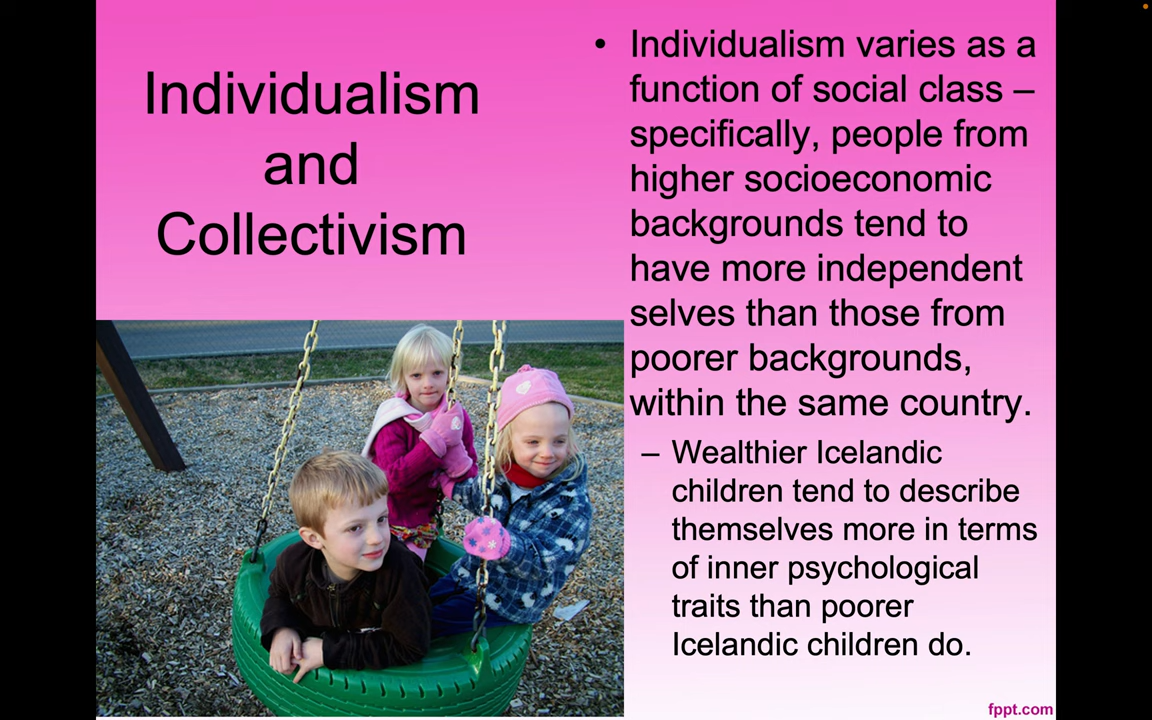 Individualism
and
Collectivism
• Individualism varies as a
function of social class –
specifically, people from
higher socioeconomic
backgrounds tend to
have more independent
selves than those from
poorer backgrounds,
within the same country.
– Wealthier Icelandic
children tend to describe
themselves more in terms
of inner psychological
traits than poorer
Icelandic children do.
fppt.com